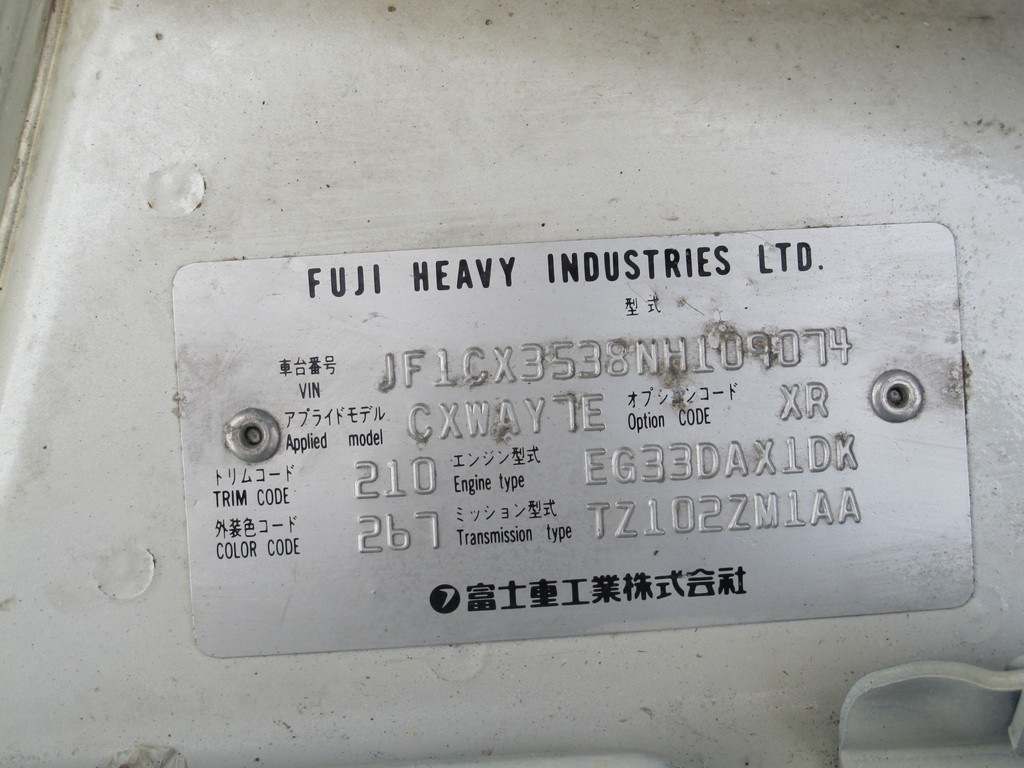 FUJI HEAVY INDUSTRIES LTD.
型式
車台番号 JF1CX3538NH109074
VIN
アプライドモデル CXWAY7E オプションコード XR
Applied model Option CODE
トリムコード 210 エンジン型式 EG33DAX1DK
TRIM CODE Engine type
外装色コード 267 ミッション型式 TZ102ZM1AA
COLOR CODE Transmission type
フ富士重工業株式会社